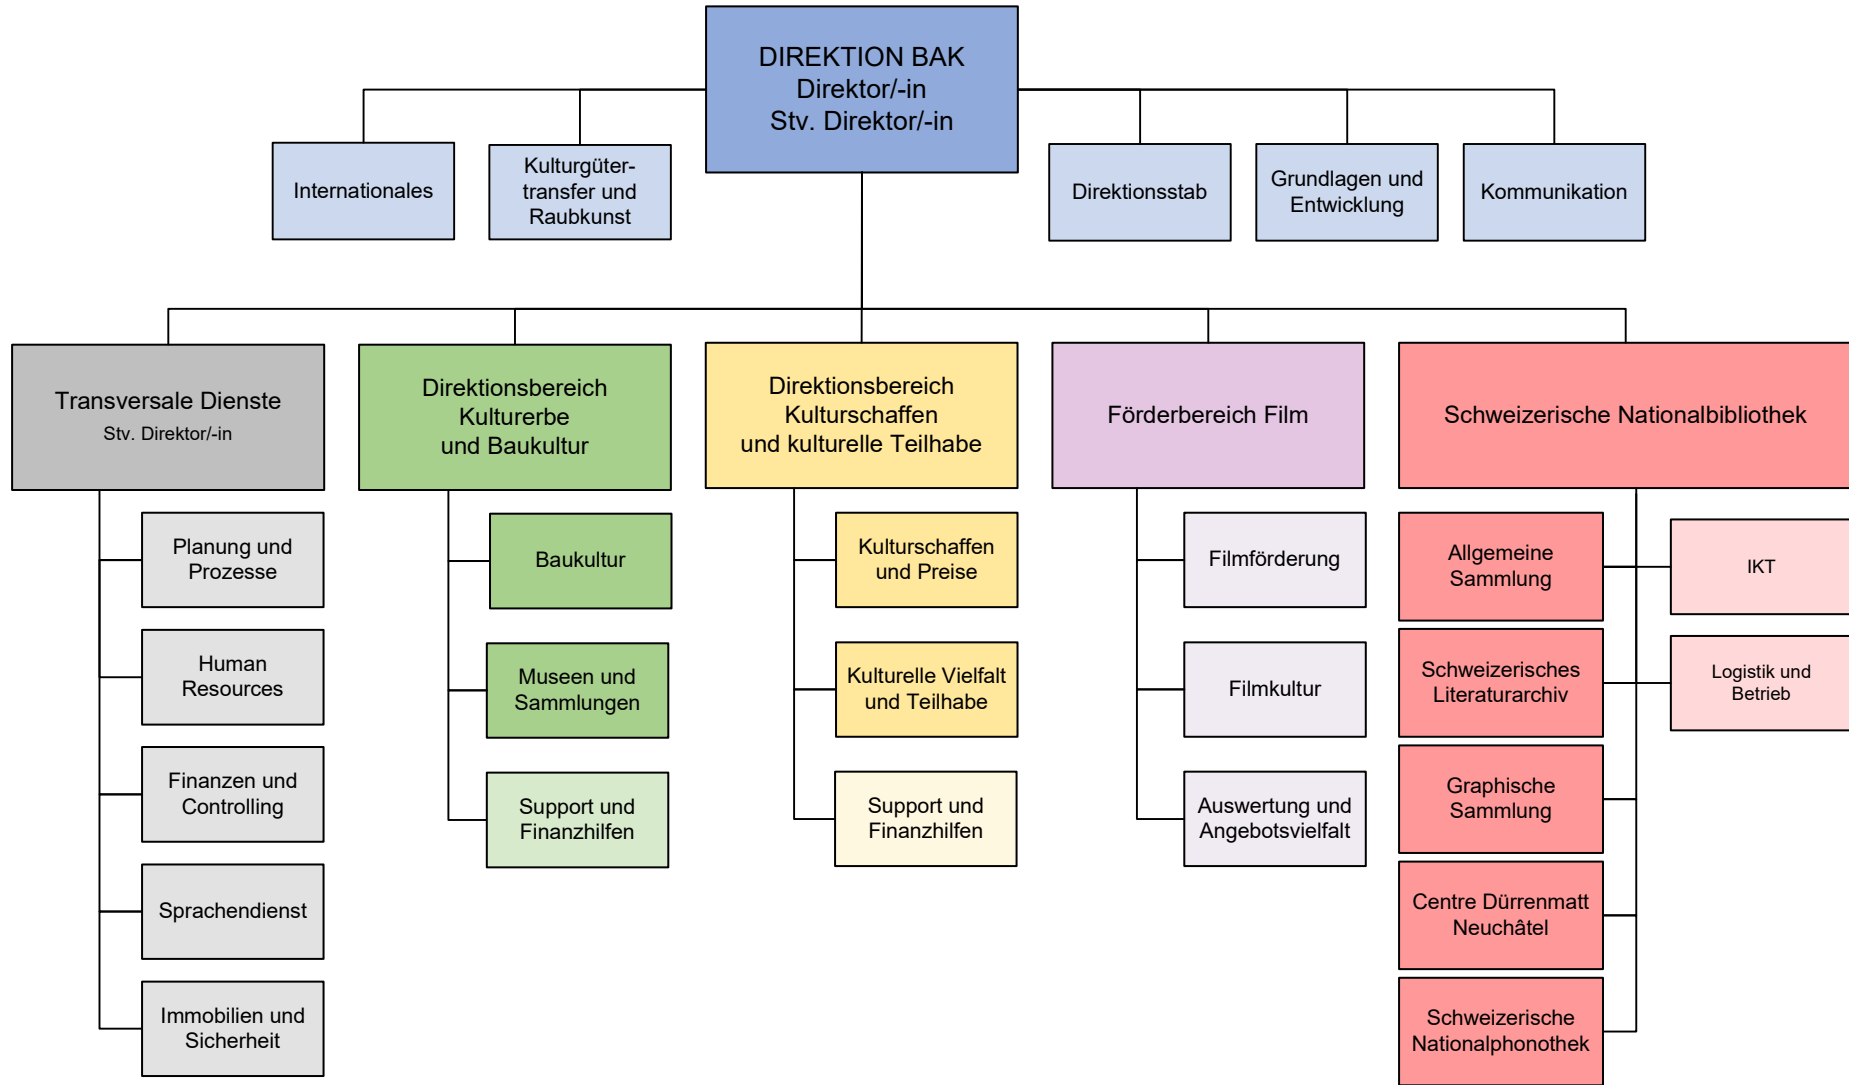 DIREKTION BAK
Direktor/-in
Stv. Direktor/-in
Internationales
Kulturgüter-
transfer und
Raubkunst
Direktionsstab
Grundlagen und
Entwicklung
Kommunikation
Transversale Dienste
Stv. Direktor/-in
Planung und
Prozesse
Human
Resources
Finanzen und
Controlling
Sprachendienst
Immobilien und
Sicherheit
Direktionsbereich
Kulturerbe
und Baukultur
Baukultur
Museen und
Sammlungen
Support und
Finanzhilfen
Direktionsbereich
Kulturschaffen
und kulturelle Teilhabe
Kulturschaffen
und Preise
Kulturelle Vielfalt
und Teilhabe
Support und
Finanzhilfen
Förderbereich Film
Filmförderung
Filmkultur
Auswertung und
Angebotsvielfalt
Schweizerische Nationalbibliothek
Allgemeine
Sammlung
Schweizerisches
Literaturarchiv
Graphische
Sammlung
Centre Dürrenmatt
Neuchâtel
Schweizerische
Nationalphonothek
IKT
Logistik und
Betrieb